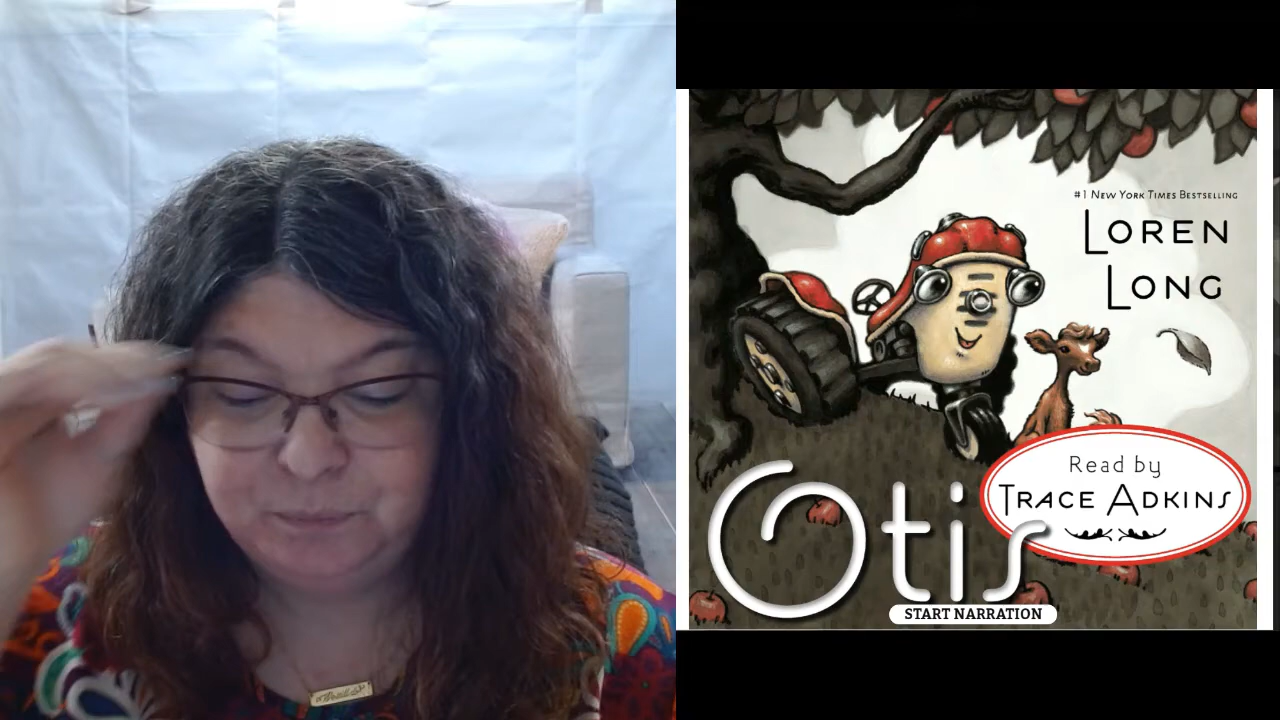 #1 New York Times Bestselling
Loren
Long
Read by
Trace Adkins
Otis
START NARRATION